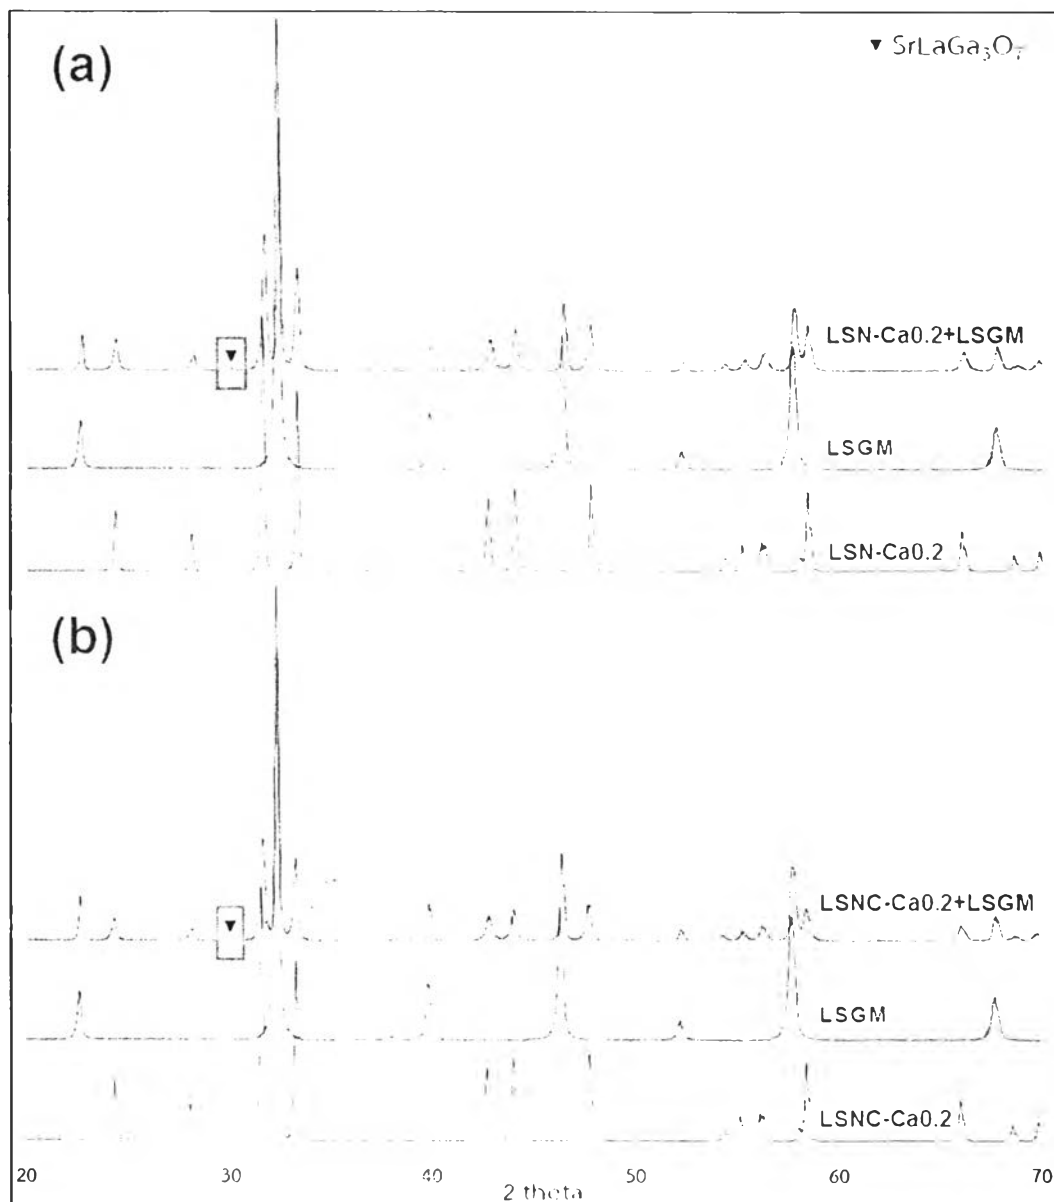 (a)
▼ SrLaGa₃O₇
LSN-Ca0.2+LSGM
LSGM
LSN-Ca0.2
(b)
LSNC-Ca0.2+LSGM
LSGM
LSNC-Ca0.2
20 30 40 50 60 70
2 theta